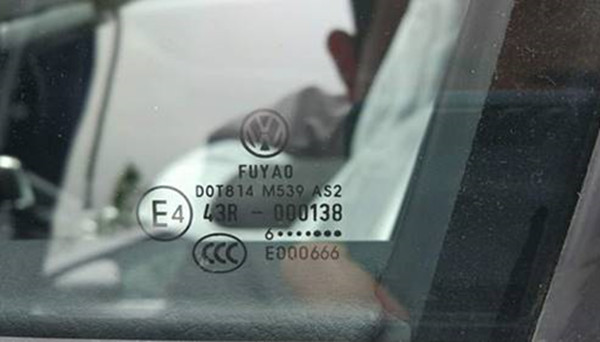 FUYAO
DOT814 M539 AS2
E4 43R - 000138
6•••••••
CCC E000666